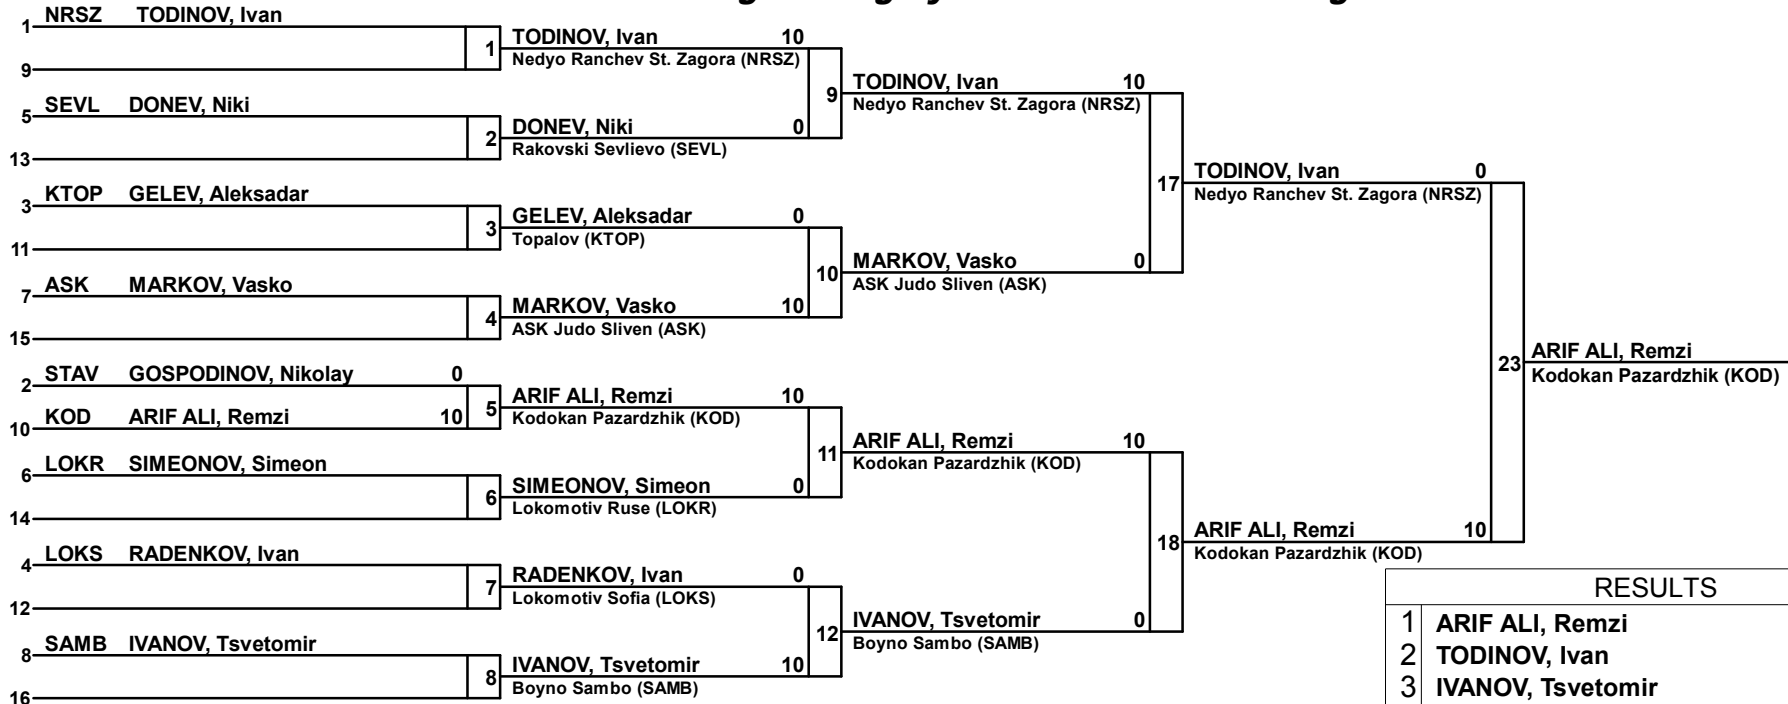 1 NRSZ TODINOV, Ivan
9
5 SEVL DONEV, Niki
13
3 KTOP GELEV, Aleksadar
11
7 ASK MARKOV, Vasko
15
2 STAV GOSPODINOV, Nikolay 0
10 KOD ARIF ALI, Remzi 10
6 LOKR SIMEONOV, Simeon
14
4 LOKS RADENKOV, Ivan
12
8 SAMB IVANOV, Tsvetomir
16
1 TODINOV, Ivan 10
Nedyo Ranchev St. Zagora (NRSZ)
2 DONEV, Niki 0
Rakovski Sevlievo (SEVL)
3 GELEV, Aleksadar 0
Topalov (KTOP)
4 MARKOV, Vasko 10
ASK Judo Sliven (ASK)
5 ARIF ALI, Remzi 10
Kodokan Pazardzhik (KOD)
6 SIMEONOV, Simeon 0
Lokomotiv Ruse (LOKR)
7 RADENKOV, Ivan 0
Lokomotiv Sofia (LOKS)
8 IVANOV, Tsvetomir 10
Boyno Sambo (SAMB)
9 TODINOV, Ivan 10
Nedyo Ranchev St. Zagora (NRSZ)
10 MARKOV, Vasko 0
ASK Judo Sliven (ASK)
11 ARIF ALI, Remzi 10
Kodokan Pazardzhik (KOD)
12 IVANOV, Tsvetomir 0
Boyno Sambo (SAMB)
17 TODINOV, Ivan 0
Nedyo Ranchev St. Zagora (NRSZ)
18 ARIF ALI, Remzi 10
Kodokan Pazardzhik (KOD)
23 ARIF ALI, Remzi
Kodokan Pazardzhik (KOD)
RESULTS
1 ARIF ALI, Remzi
2 TODINOV, Ivan
3 IVANOV, Tsvetomir